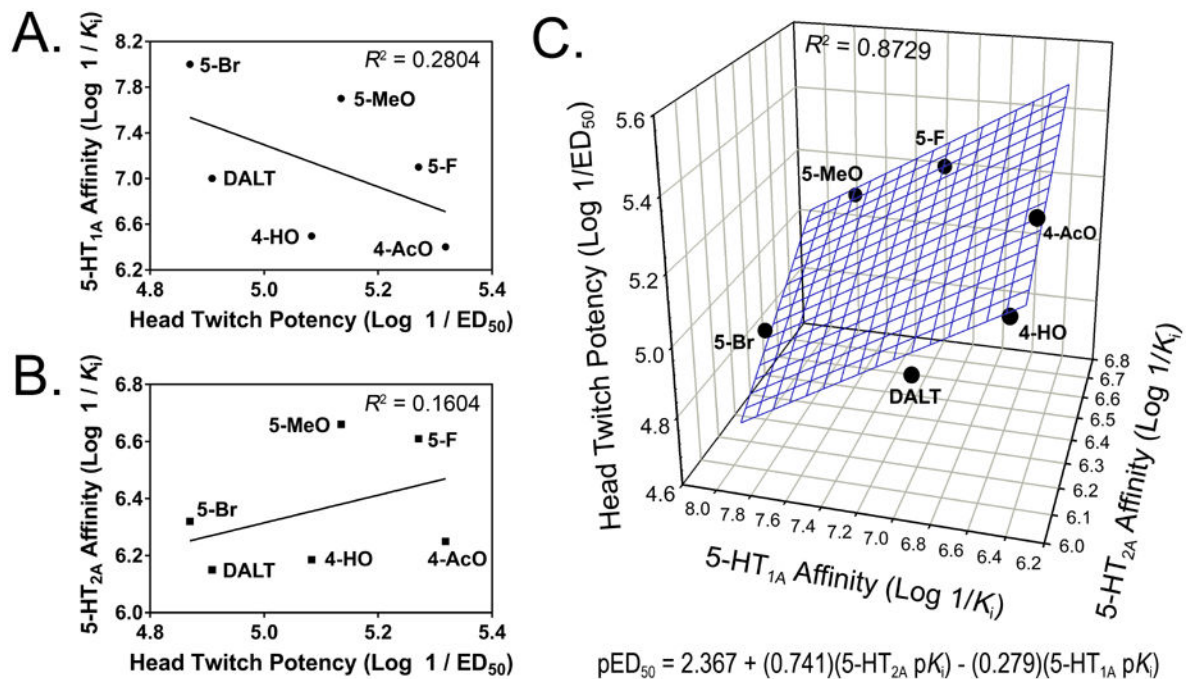 A.
5-HT1A Affinity (Log 1 / Ki)
8.2
7.8
7.4
7.0
6.6
6.2
R² = 0.2804
5-Br
5-MeO
5-F
DALT
4-HO
4-AcO
4.8 5.0 5.2 5.4
Head Twitch Potency (Log 1 / ED50)
B.
5-HT2A Affinity (Log 1 / Ki)
6.8
6.6
6.4
6.2
6.0
R² = 0.1604
5-MeO
5-F
5-Br
DALT
4-HO
4-AcO
4.8 5.0 5.2 5.4
Head Twitch Potency (Log 1 / ED50)
C.
R² = 0.8729
Head Twitch Potency (Log 1/ED50)
5.6
5.4
5.2
5.0
4.8
4.6
5-F
5-MeO
4-AcO
5-Br
4-HO
DALT
8.0 7.8 7.6 7.4 7.2 7.0 6.8 6.6 6.4 6.2
5-HT1A Affinity (Log 1/Ki)
6.8
6.7
6.6
6.5
6.4
6.3
6.2
6.1
6.0
5-HT2A Affinity (Log 1/Ki)
pED50 = 2.367 + (0.741)(5-HT2A pKi) - (0.279)(5-HT1A pKi)